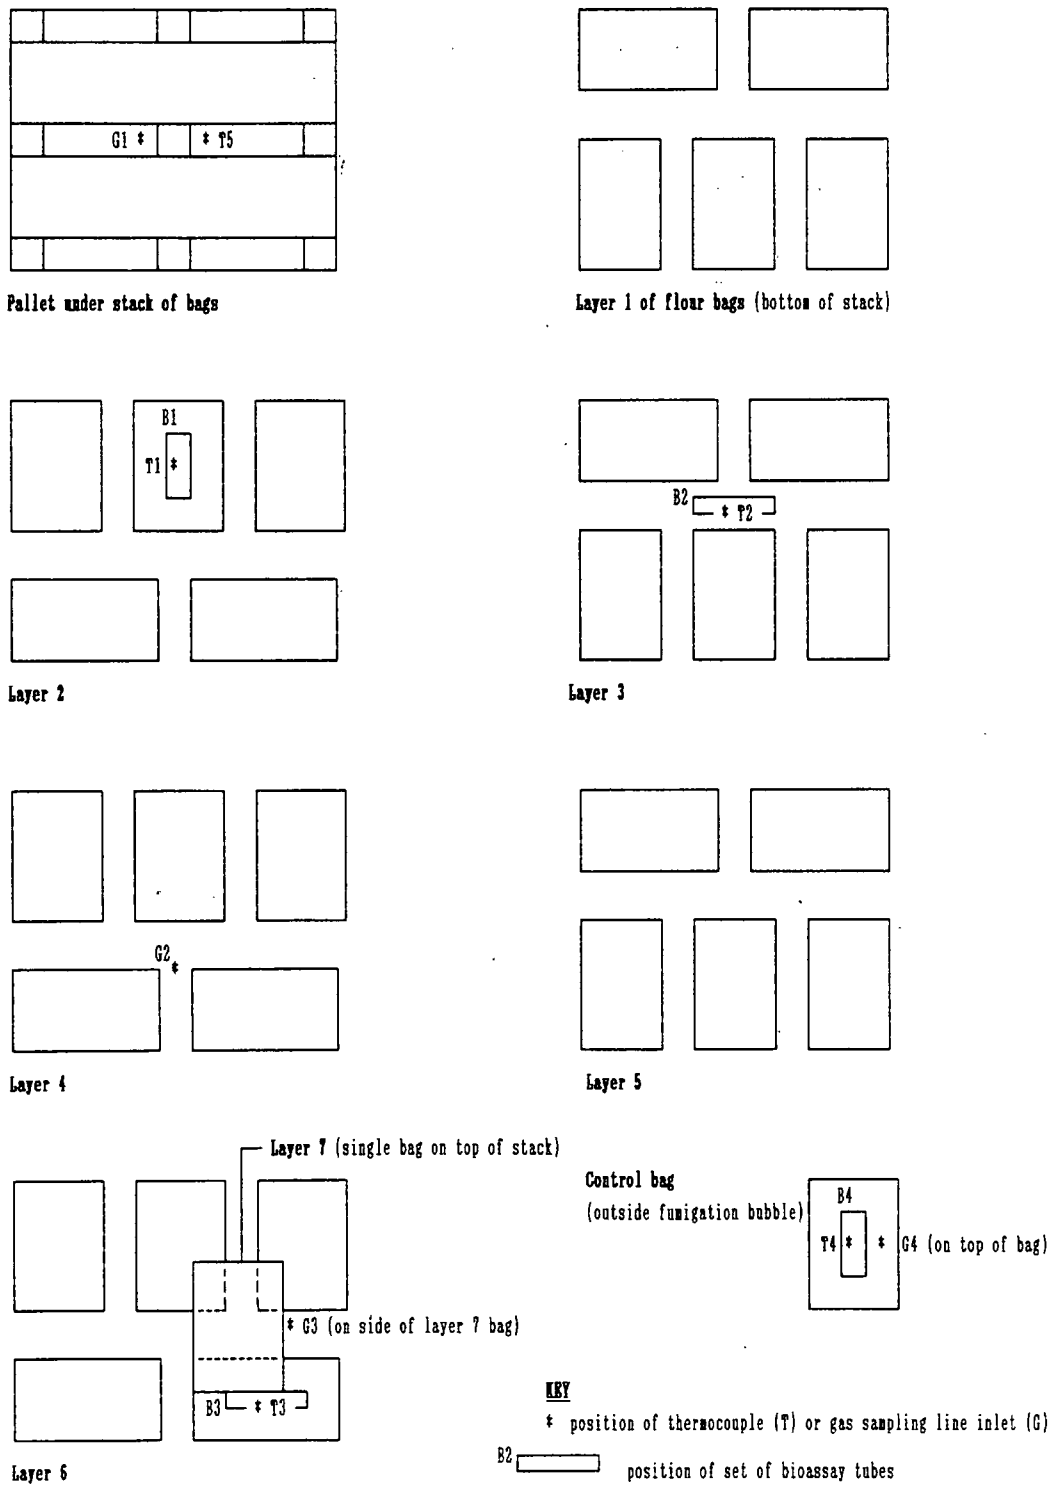 G1 * * T5
Pallet under stack of bags
Layer 1 of flour bags (bottom of stack)
B1
T1 *
Layer 2
B2
* T2
Layer 3
G2
*
Layer 4
Layer 5
Layer 7 (single bag on top of stack)
* G3 (on side of layer 7 bag)
B3 * T3
Layer 6
Control bag
(outside fumigation bubble)
B4
T4 * * G4 (on top of bag)
KEY
* position of thermocouple (T) or gas sampling line inlet (G)
B2
position of set of bioassay tubes